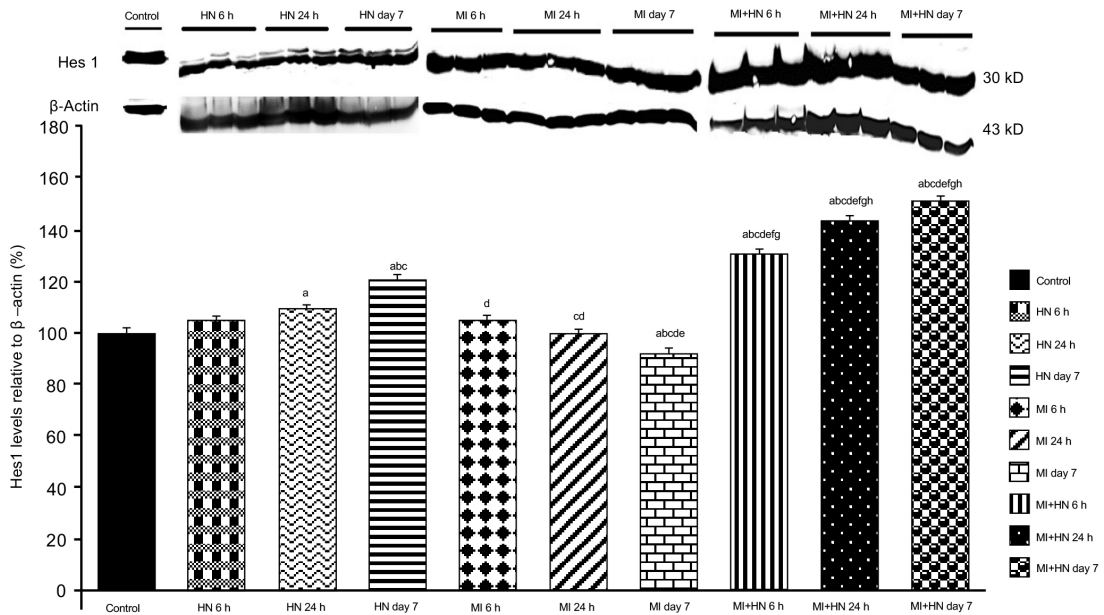 Control HN 6 h HN 24 h HN day 7 MI 6 h MI 24 h MI day 7 MI+HN 6 h MI+HN 24 h MI+HN day 7
Hes 1 30 kD
β-Actin 43 kD
Hes1 levels relative to β –actin (%)
180
160
140
120
100
80
60
40
20
0
a
abc
d
cd
abcde
abcdefg
abcdefgh
abcdefgh
Control HN 6 h HN 24 h HN day 7 MI 6 h MI 24 h MI day 7 MI+HN 6 h MI+HN 24 h MI+HN day 7
Control
HN 6 h
HN 24 h
HN day 7
MI 6 h
MI 24 h
MI day 7
MI+HN 6 h
MI+HN 24 h
MI+HN day 7